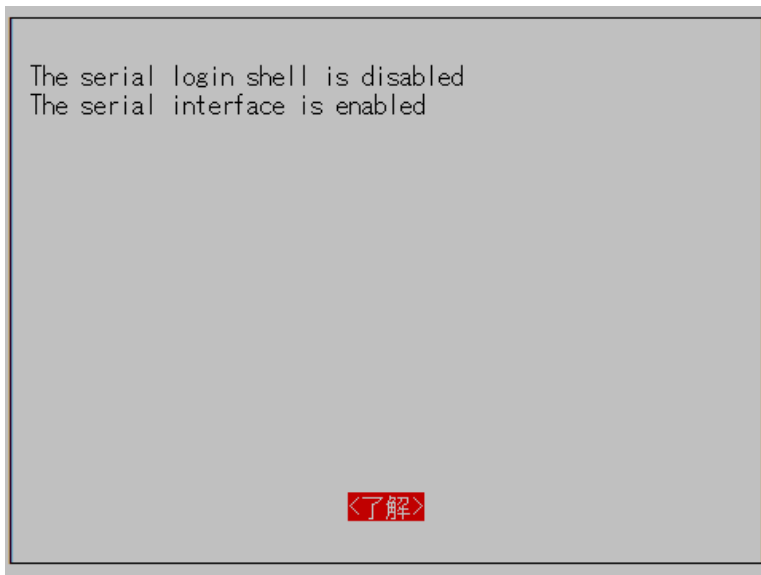 The serial login shell is disabled
The serial interface is enabled
<了解>